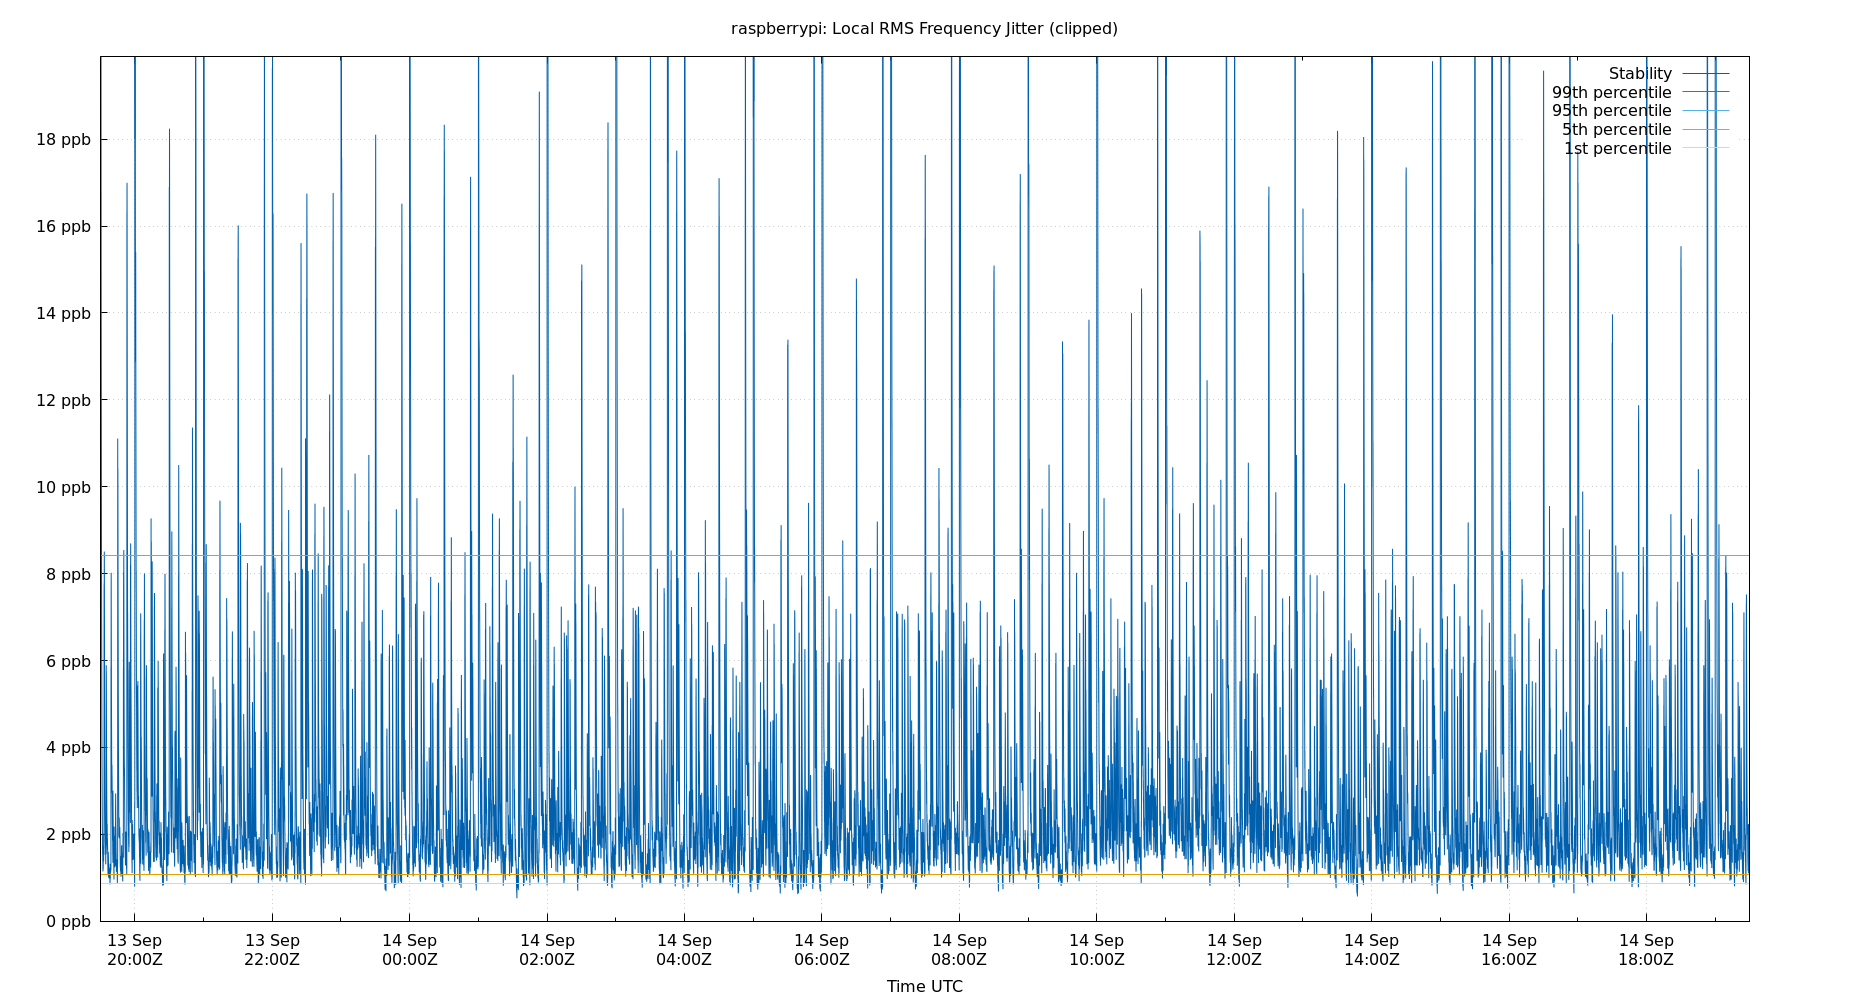 raspberrypi: Local RMS Frequency Jitter (clipped)
Stability
99th percentile
95th percentile
5th percentile
1st percentile
18 ppb
16 ppb
14 ppb
12 ppb
10 ppb
8 ppb
6 ppb
4 ppb
2 ppb
0 ppb
13 Sep 13 Sep 14 Sep 14 Sep 14 Sep 14 Sep 14 Sep 14 Sep 14 Sep 14 Sep 14 Sep 14 Sep
20:00Z 22:00Z 00:00Z 02:00Z 04:00Z 06:00Z 08:00Z 10:00Z 12:00Z 14:00Z 16:00Z 18:00Z
Time UTC